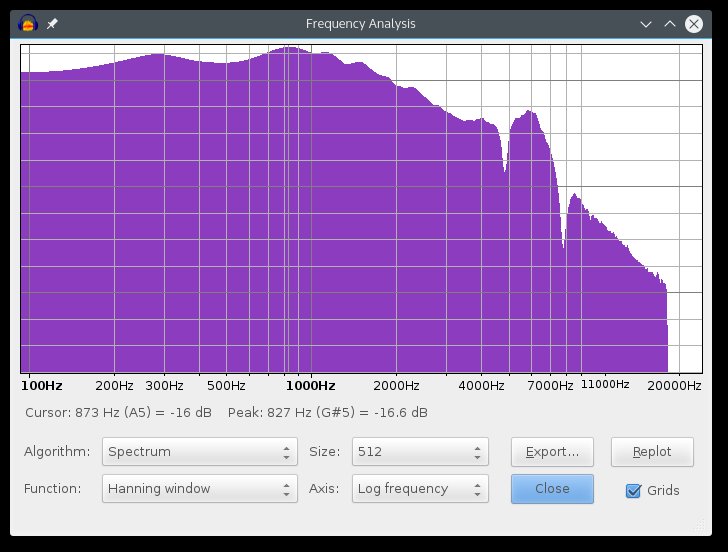 Frequency Analysis
100Hz 200Hz 300Hz 500Hz 1000Hz 2000Hz 4000Hz 7000Hz 11000Hz 20000Hz
Cursor: 873 Hz (A5) = -16 dB Peak: 827 Hz (G#5) = -16.6 dB
Algorithm: Spectrum Size: 512 Export... Replot
Function: Hanning window Axis: Log frequency Close Grids